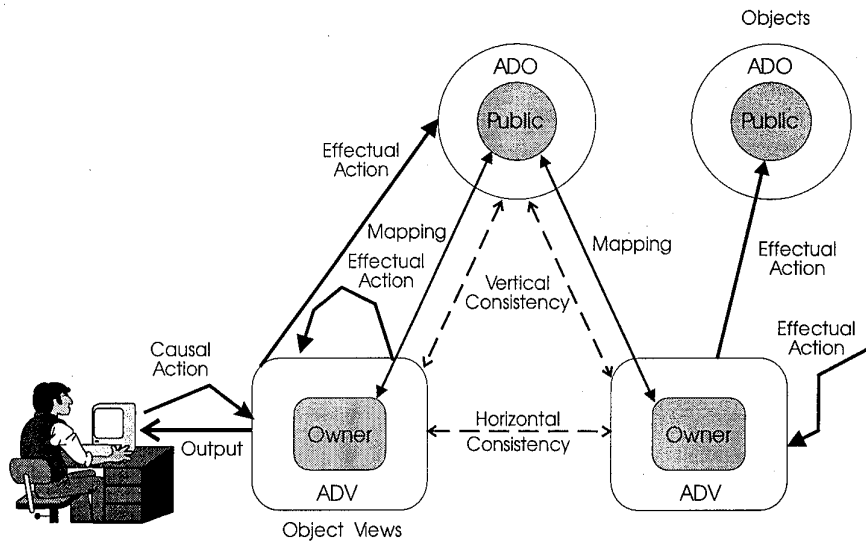 Objects
ADO
ADO
Public
Public
Effectual
Action
Mapping
Mapping
Effectual
Action
Effectual
Action
Vertical
Consistency
Effectual
Action
Causal
Action
Horizontal
Consistency
Owner
Owner
Output
ADV
ADV
Object Views